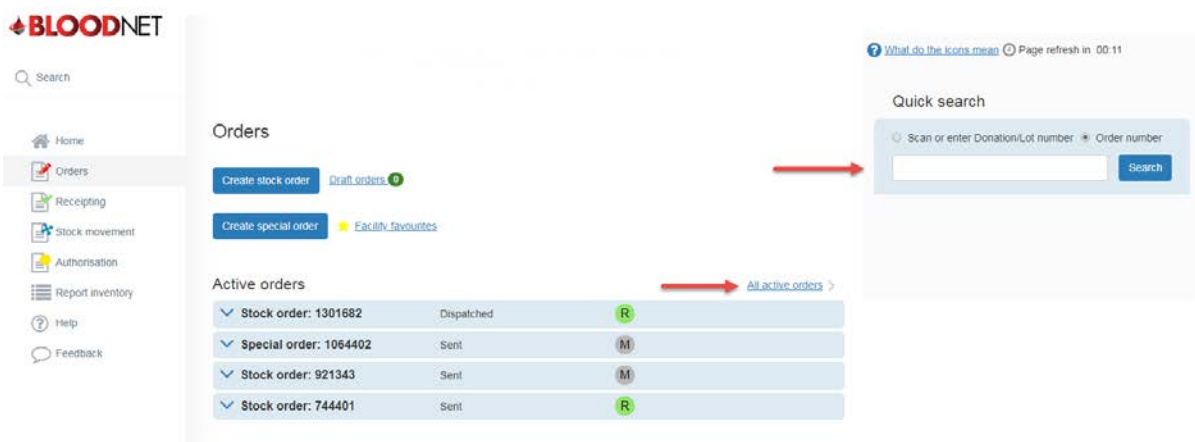 BLOODNET
Search
Home
Orders
Receipting
Stock movement
Authorisation
Report inventory
Help
Feedback
Orders
Create stock order Draft orders 0
Create special order Facility favourites
Active orders All active orders
Stock order: 1301682 Dispatched R
Special order: 1064402 Sent M
Stock order: 921343 Sent M
Stock order: 744401 Sent R
? What do the icons mean Page refresh in 00:11
Quick search
Scan or enter Donation/Lot number Order number
Search